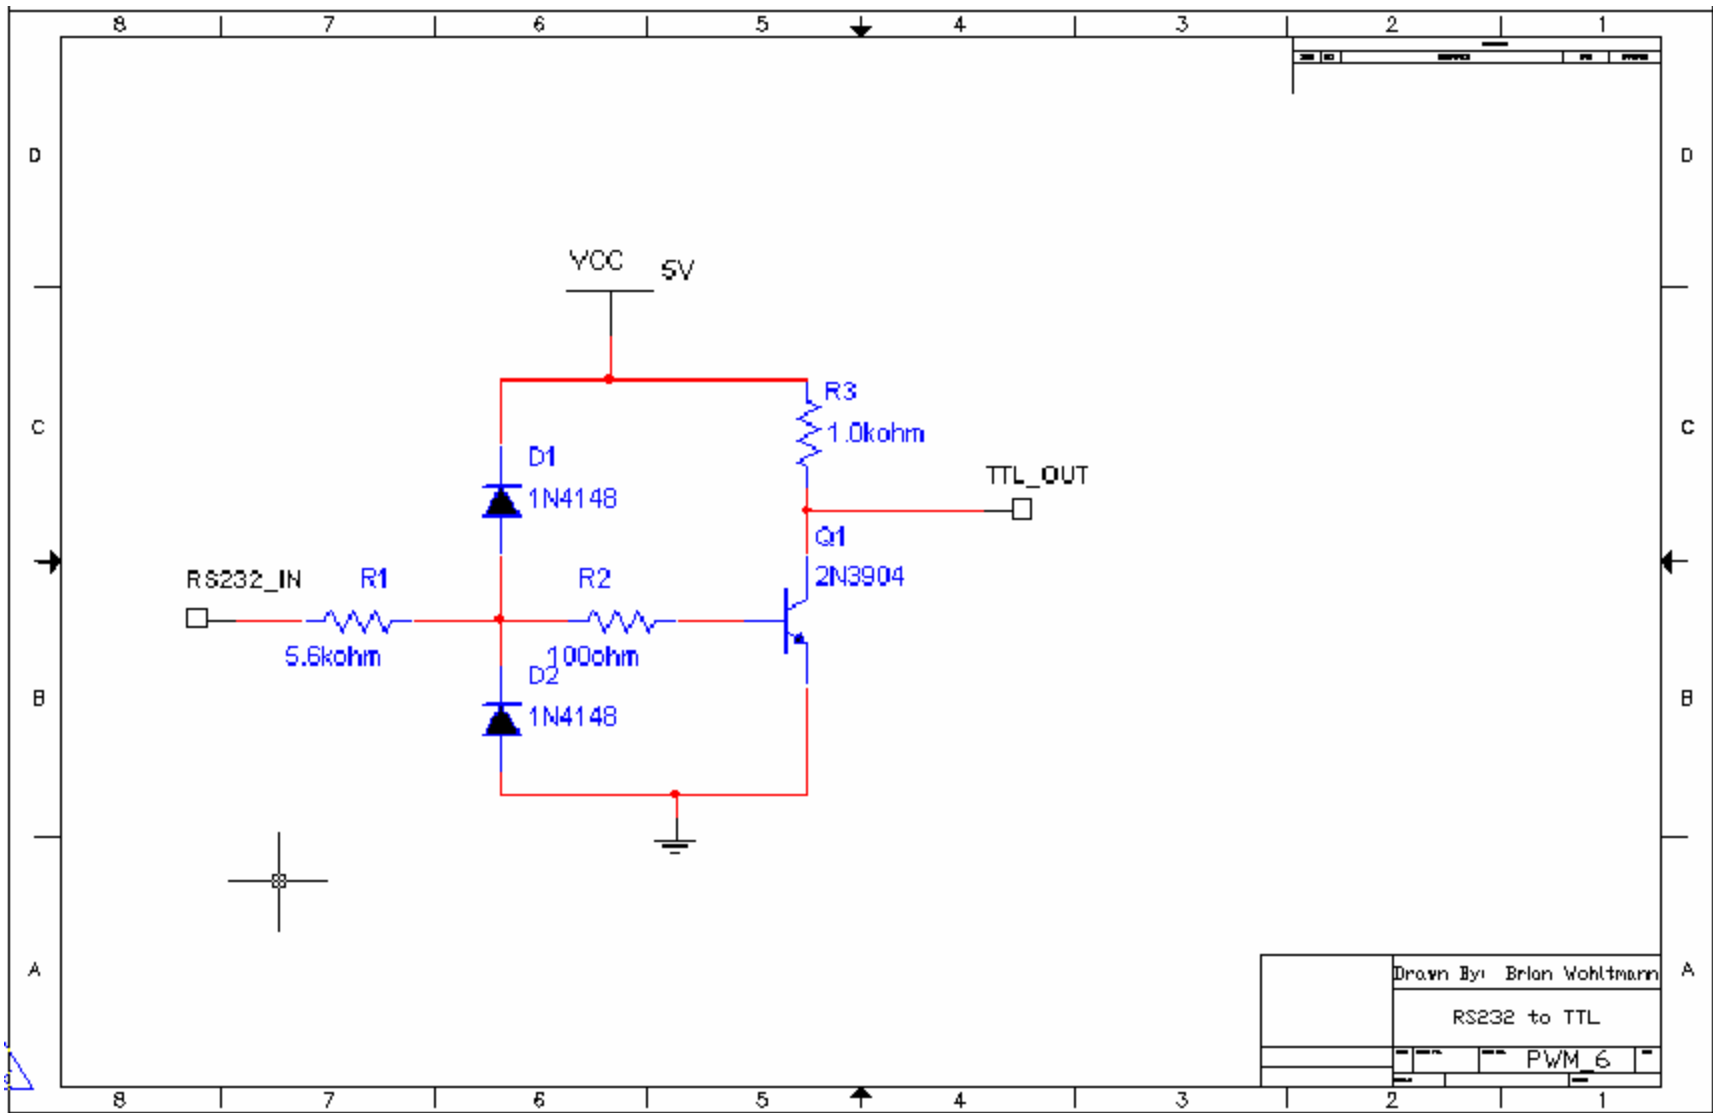 8 7 6 5 4 3 2 1
D D
VCC 5V
R3
C 1.0kohm C
D1
1N4148
TTL_OUT
Q1
2N3904
RS232_IN R1 R2
5.6kohm 100ohm
D2
1N4148
B B
A A
Drawn By: Brian Wohltmann
RS232 to TTL
PWM_6
8 7 6 5 4 3 2 1